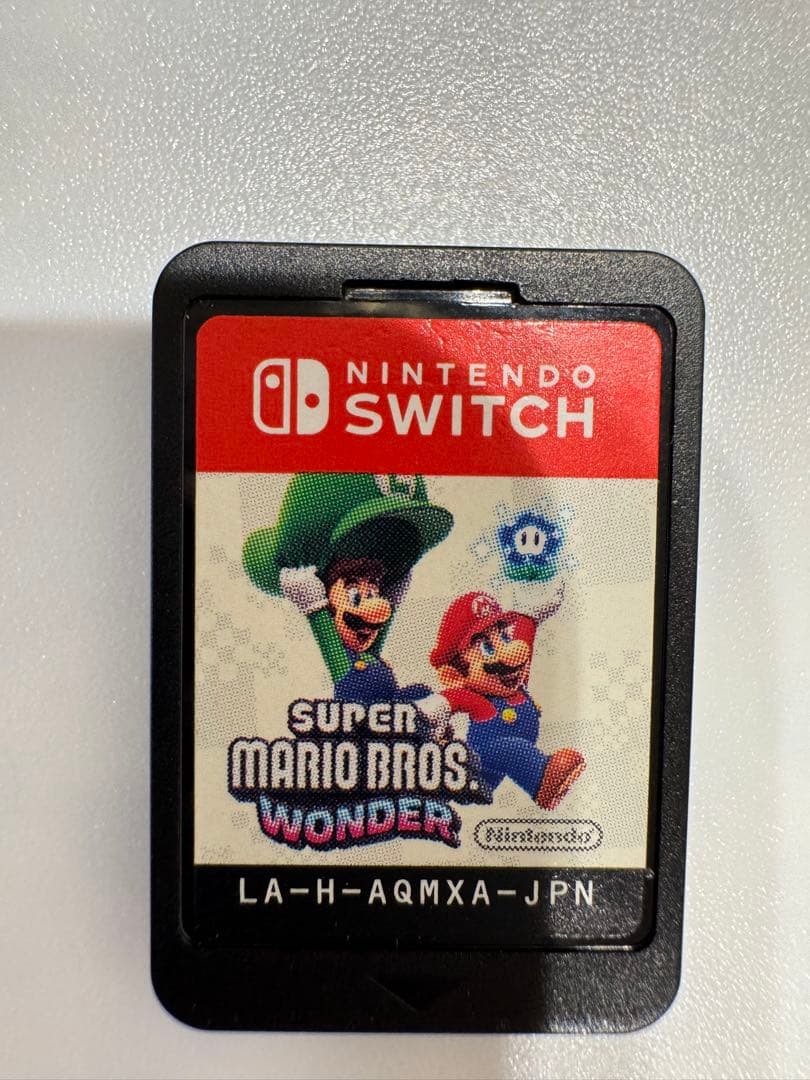 NINTENDO
SWITCH
L
M
SUPER
MARIO BROS.
WONDER
Nintendo
LA-H-AQMXA-JPN